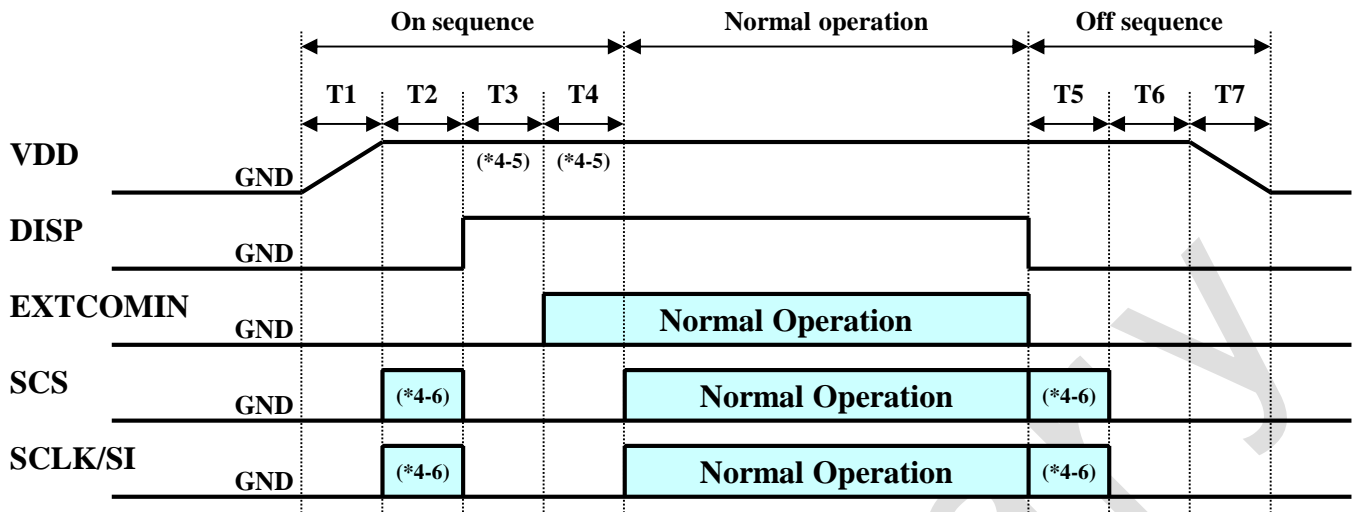 On sequence Normal operation Off sequence
T1 T2 T3 T4 T5 T6 T7
VDD
GND
(*4-5) (*4-5)
DISP
GND
EXTCOMIN
GND
Normal Operation
SCS
GND
(*4-6) Normal Operation (*4-6)
SCLK/SI
GND
(*4-6) Normal Operation (*4-6)